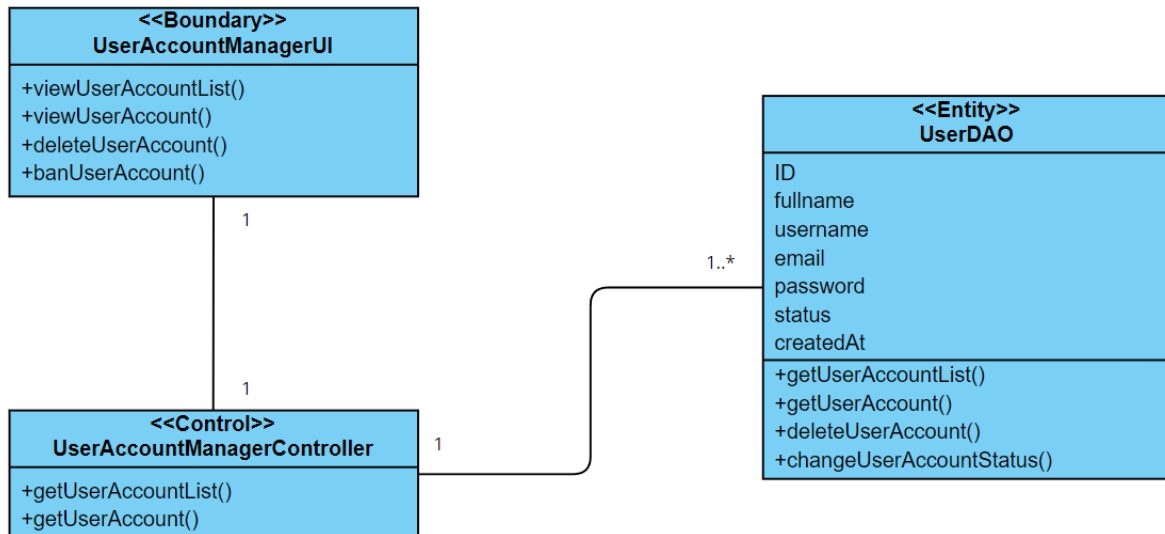 <<Boundary>>
UserAccountManagerUI
+viewUserAccountList()
+viewUserAccount()
+deleteUserAccount()
+banUserAccount()
1
1
<<Control>>
UserAccountManagerController
+getUserAccountList()
+getUserAccount()
1
1..*
<<Entity>>
UserDAO
ID
fullname
username
email
password
status
createdAt
+getUserAccountList()
+getUserAccount()
+deleteUserAccount()
+changeUserAccountStatus()